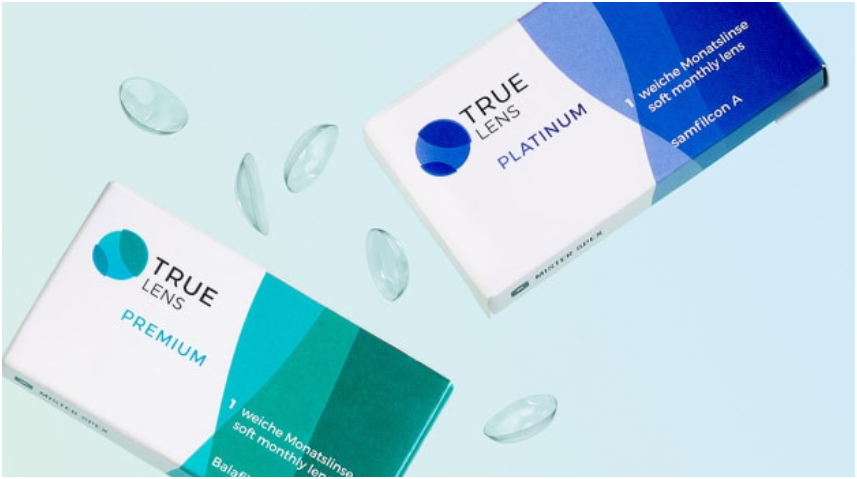 TRUE
LENS
PLATINUM
1 weiche Monatslinse
soft monthly lens
samfilcon A
MISTER SPEX
TRUE
LENS
PREMIUM
1 weiche Monatslinse
soft monthly lens
MISTER SPEX